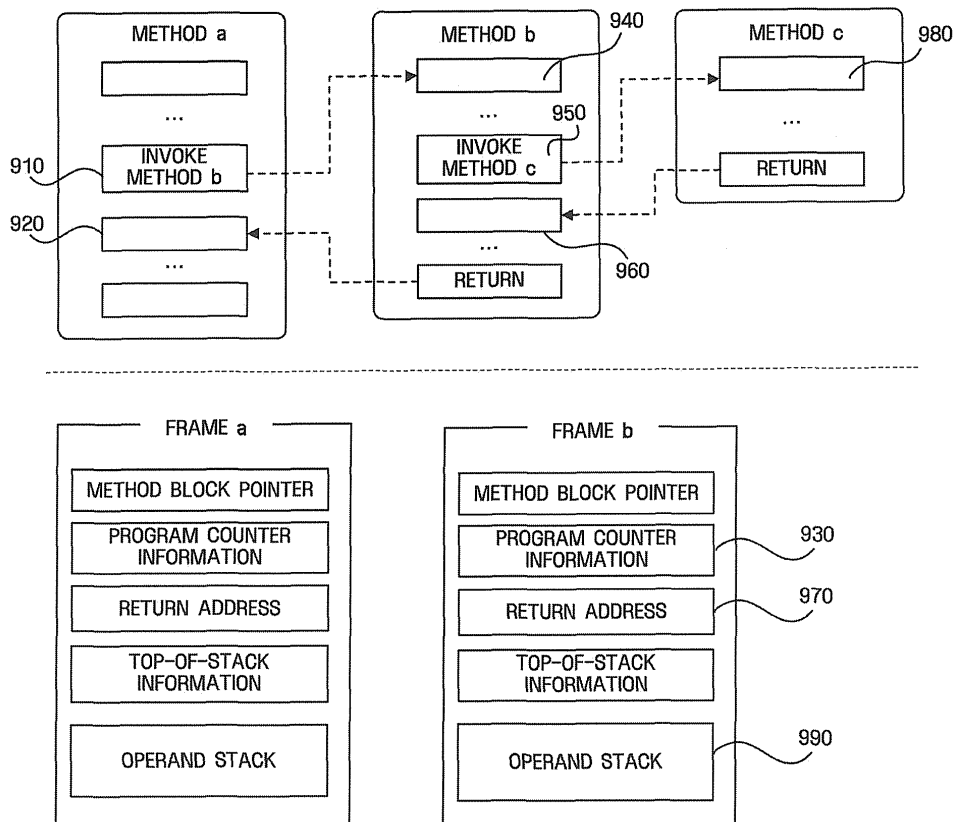 METHOD a
...
910
INVOKE
METHOD b
920
...
METHOD b
940
...
950
INVOKE
METHOD c
...
960
RETURN
METHOD c
980
...
RETURN
FRAME a
METHOD BLOCK POINTER
PROGRAM COUNTER
INFORMATION
RETURN ADDRESS
TOP-OF-STACK
INFORMATION
OPERAND STACK
FRAME b
METHOD BLOCK POINTER
PROGRAM COUNTER
INFORMATION
930
RETURN ADDRESS
970
TOP-OF-STACK
INFORMATION
OPERAND STACK
990